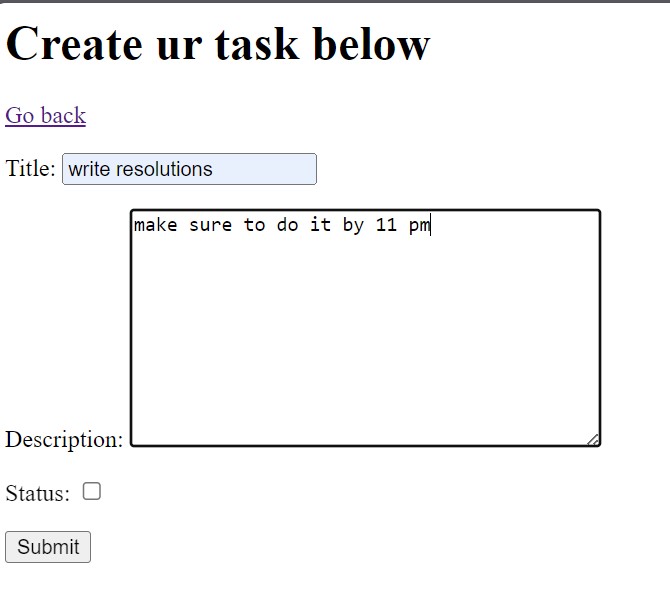 Create ur task below
Go back
Title: write resolutions
make sure to do it by 11 pm
Description:
Status:
Submit